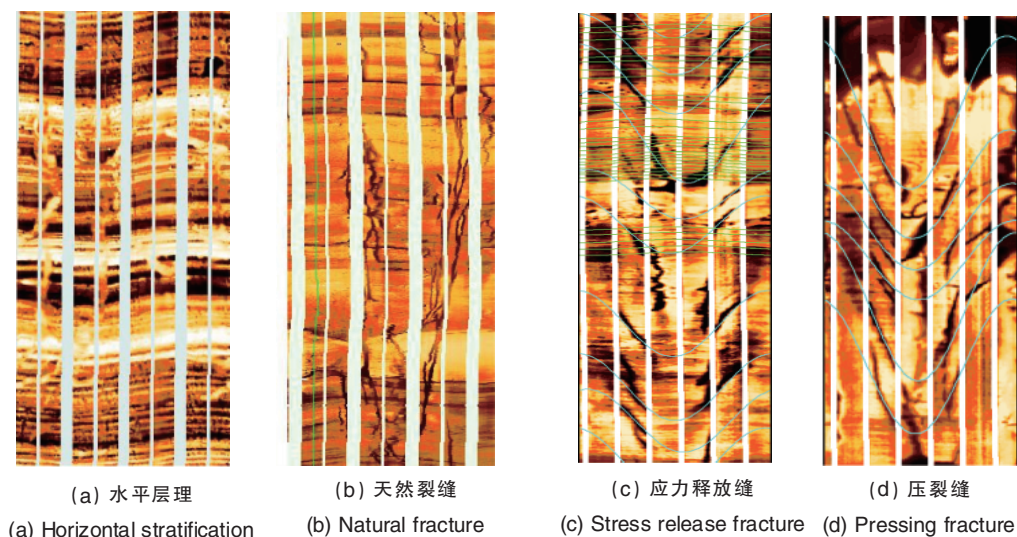 (a) 水平层理
(a) Horizontal stratification
(b) 天然裂缝
(b) Natural fracture
(c) 应力释放缝
(c) Stress release fracture
(d) 压裂缝
(d) Pressing fracture